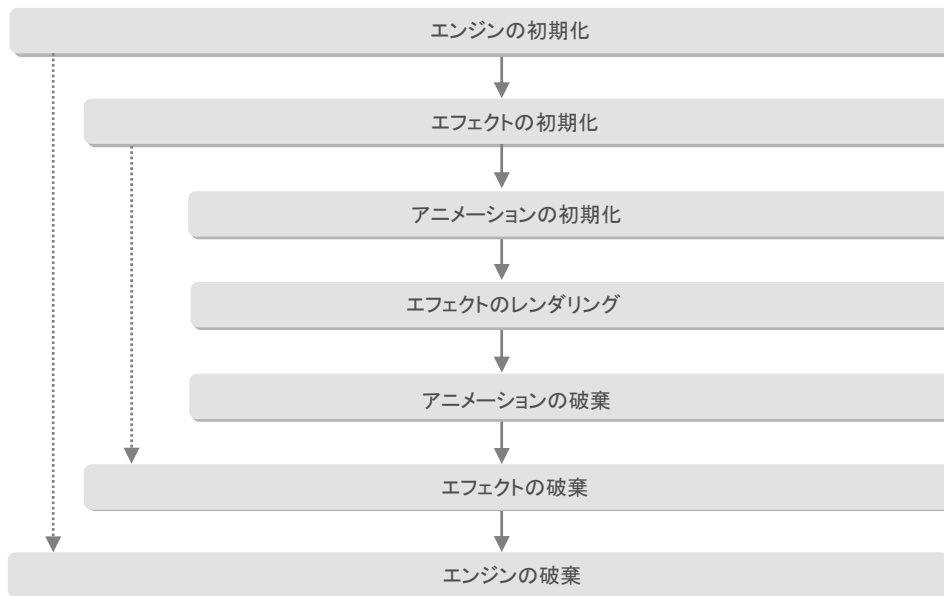 エンジンの初期化
エフェクトの初期化
アニメーションの初期化
エフェクトのレンダリング
アニメーションの破棄
エフェクトの破棄
エンジンの破棄